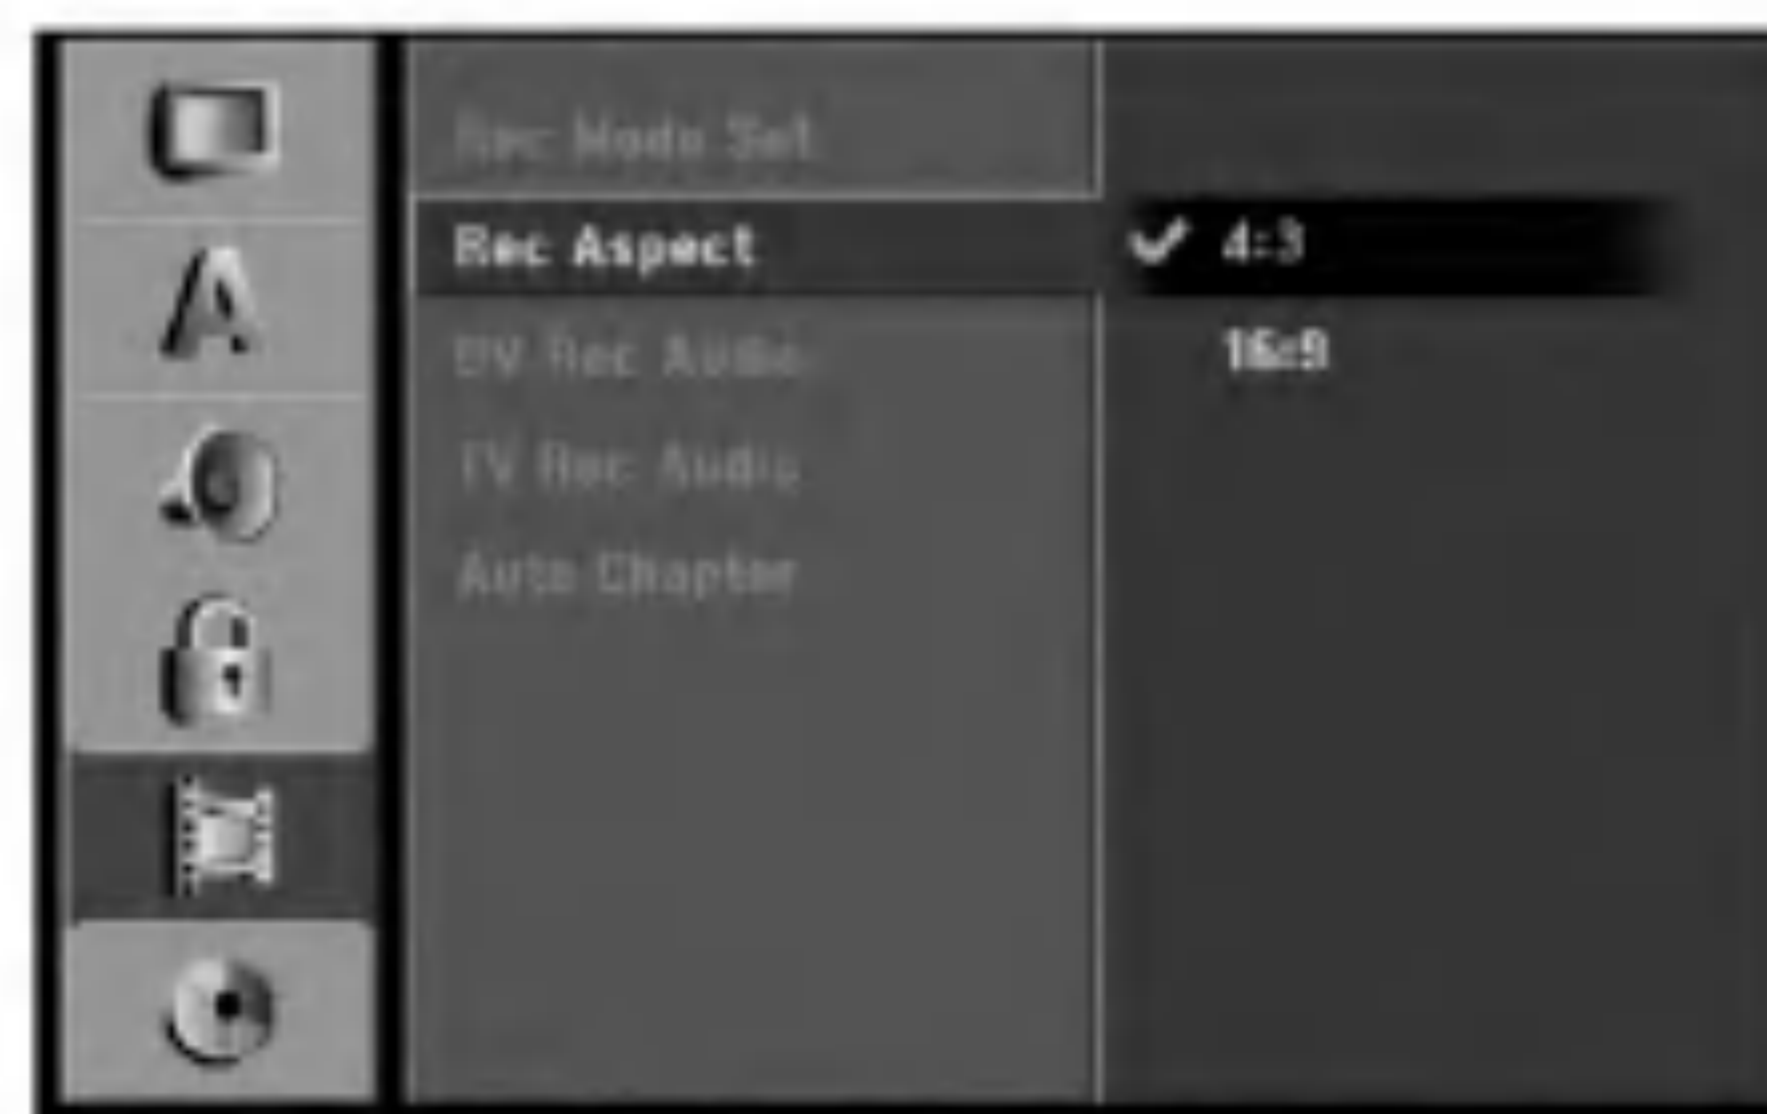 Rec Mode Set
Rec Aspect
4:3
16:9
DV Rec Audio
TV Rec Audio
Auto Chapter